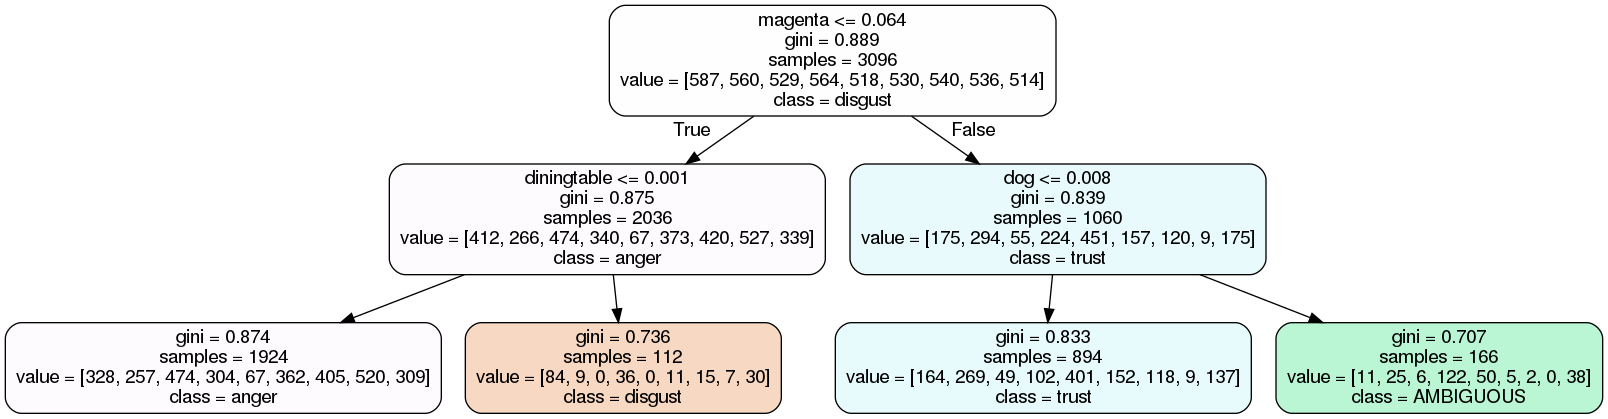 magenta <= 0.064
gini = 0.889
samples = 3096
value = [587, 560, 529, 564, 518, 530, 540, 536, 514]
class = disgust
True
False
diningtable <= 0.001
gini = 0.875
samples = 2036
value = [412, 266, 474, 340, 67, 373, 420, 527, 339]
class = anger
dog <= 0.008
gini = 0.839
samples = 1060
value = [175, 294, 55, 224, 451, 157, 120, 9, 175]
class = trust
gini = 0.874
samples = 1924
value = [328, 257, 474, 304, 67, 362, 405, 520, 309]
class = anger
gini = 0.736
samples = 112
value = [84, 9, 0, 36, 0, 11, 15, 7, 30]
class = disgust
gini = 0.833
samples = 894
value = [164, 269, 49, 102, 401, 152, 118, 9, 137]
class = trust
gini = 0.707
samples = 166
value = [11, 25, 6, 122, 50, 5, 2, 0, 38]
class = AMBIGUOUS